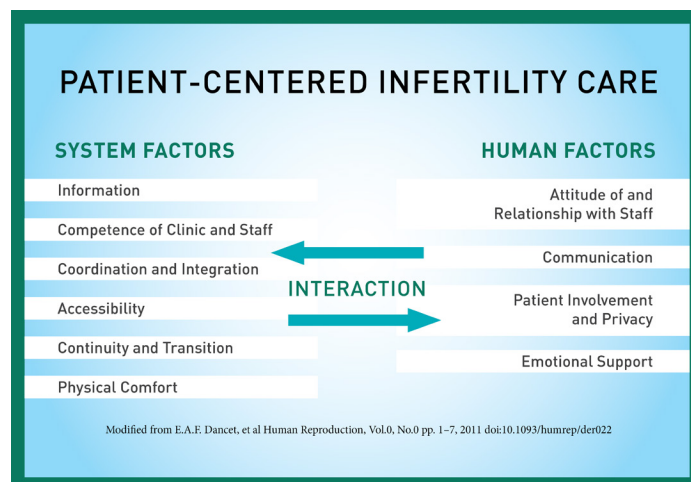 PATIENT-CENTERED INFERTILITY CARE
SYSTEM FACTORS
Information
Competence of Clinic and Staff
Coordination and Integration
Accessibility
Continuity and Transition
Physical Comfort
INTERACTION
HUMAN FACTORS
Attitude of and
Relationship with Staff
Communication
Patient Involvement
and Privacy
Emotional Support
Modified from E.A.F. Dancet, et al Human Reproduction, Vol.0, No.0 pp. 1–7, 2011 doi:10.1093/humrep/der022